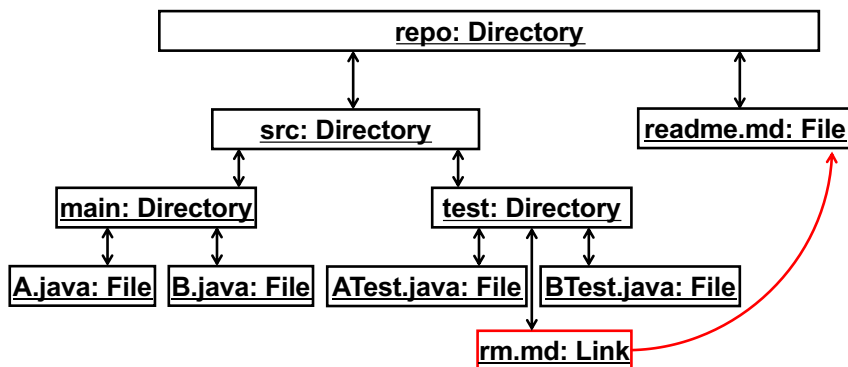 repo: Directory
src: Directory
readme.md: File
main: Directory
test: Directory
A.java: File
B.java: File
ATest.java: File
BTest.java: File
rm.md: Link